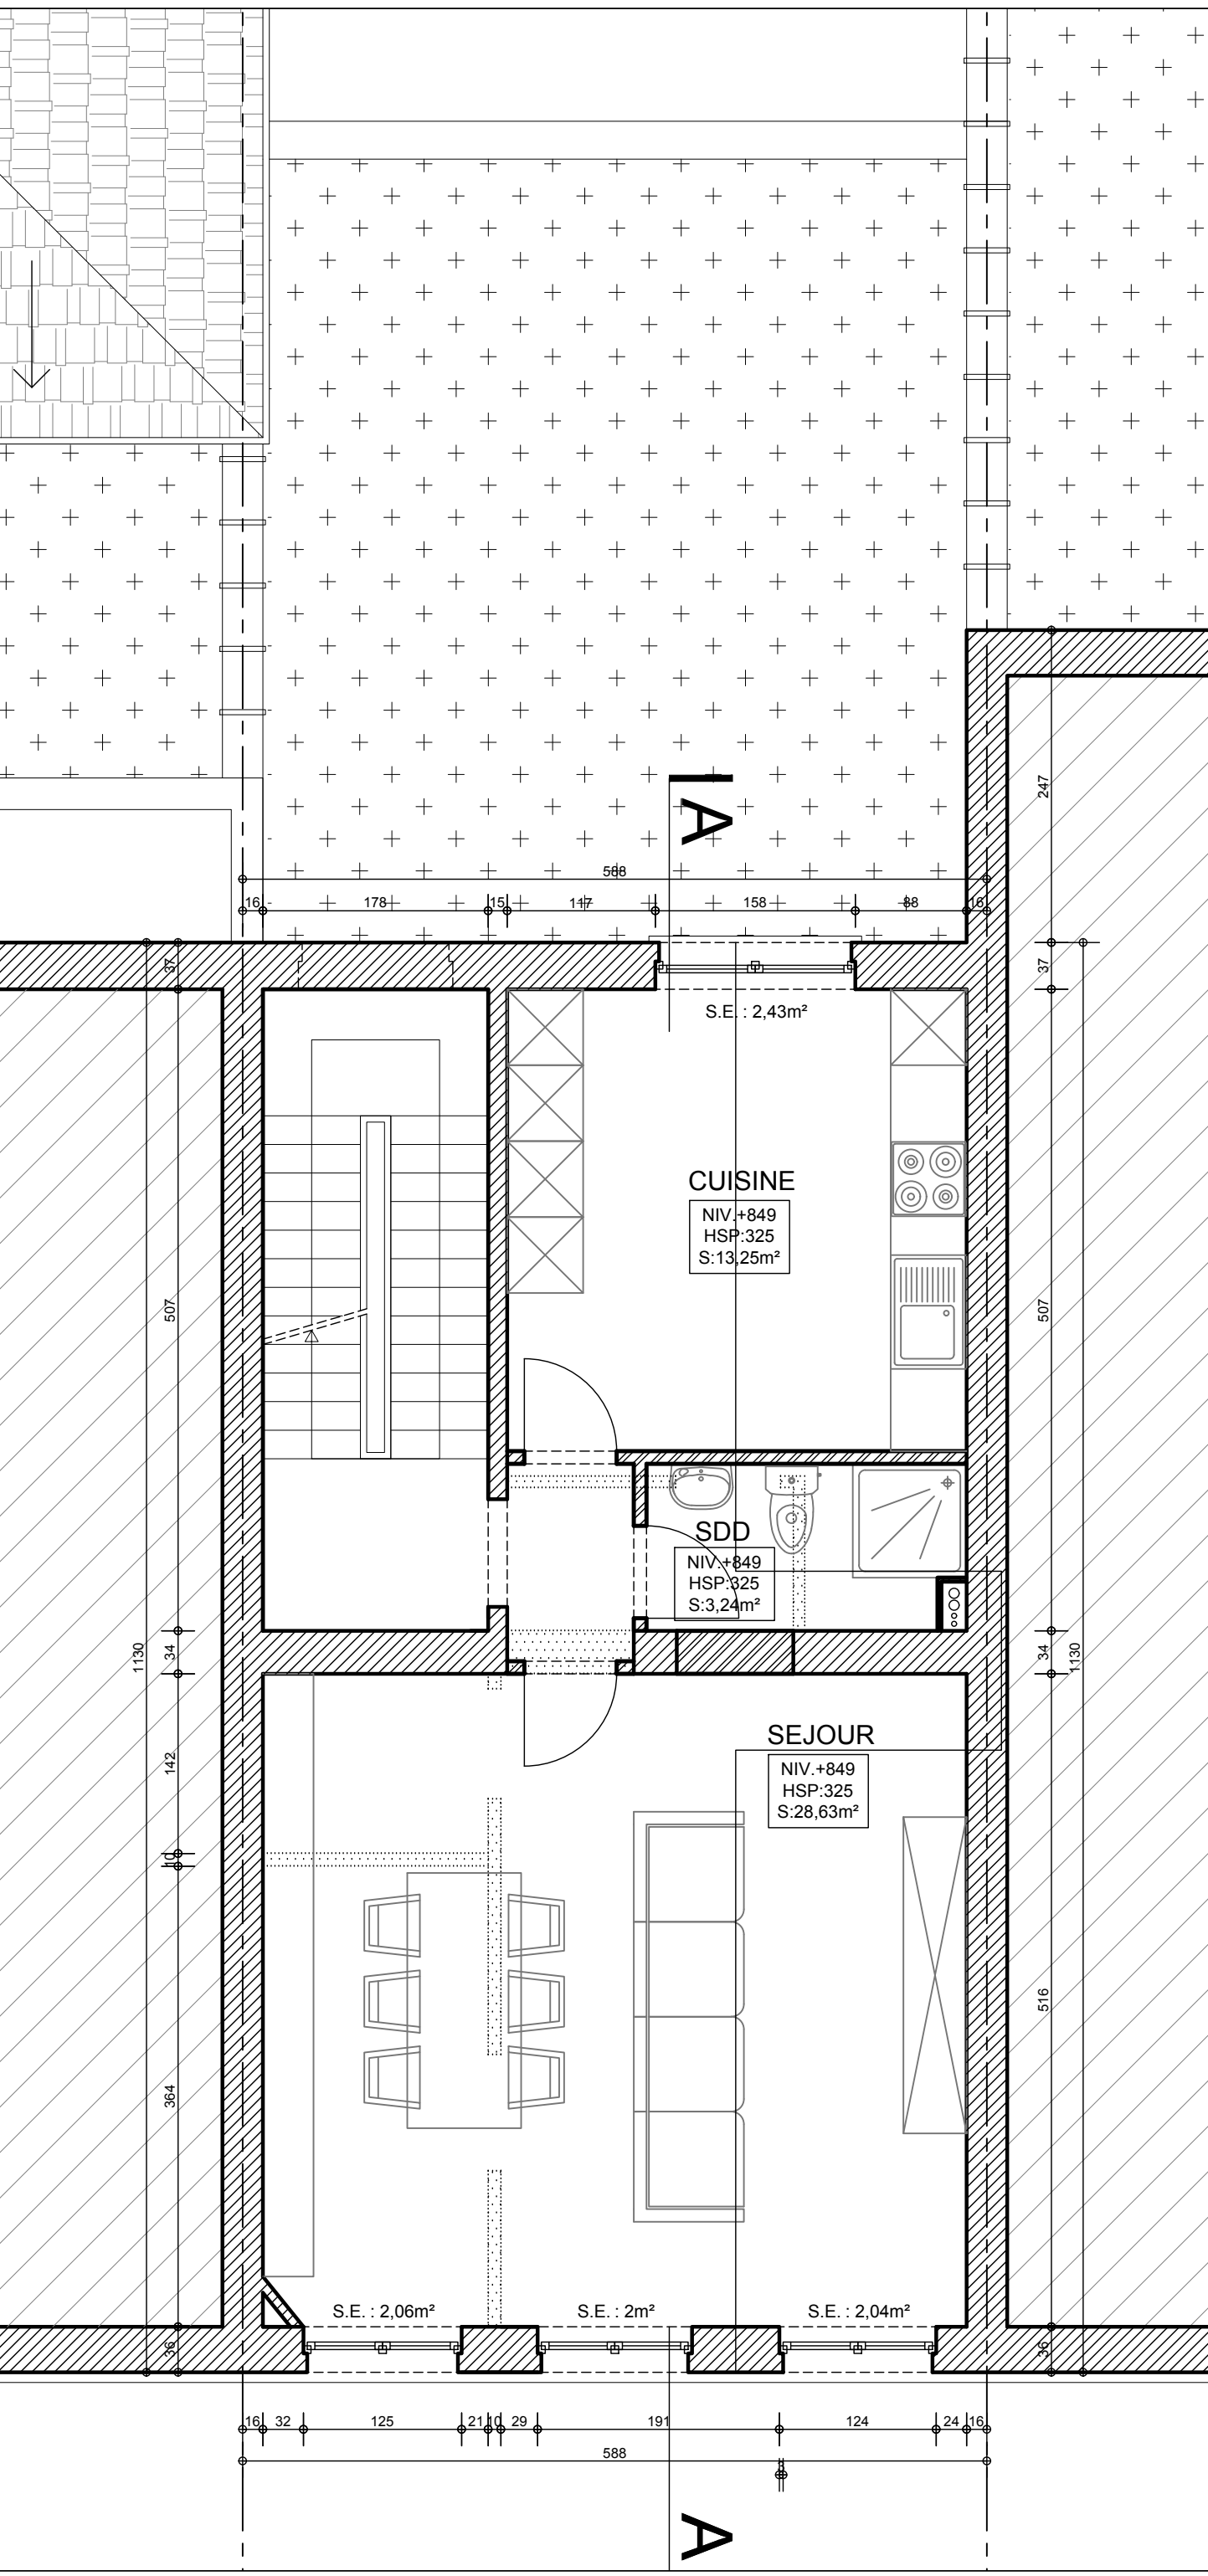 A
588
16
178
15
117
158
88
16
247
37
37
S.E. : 2,43m²
CUISINE
NIV.+849
HSP:325
S:13,25m²
507
507
SDD
NIV.+849
HSP:325
S:3,24m²
1130
34
34
1130
SEJOUR
NIV.+849
HSP:325
S:28,63m²
142
10
516
364
S.E. : 2,06m²
S.E. : 2m²
S.E. : 2,04m²
36
36
16
32
125
21
10
29
191
124
24
16
588
3
A